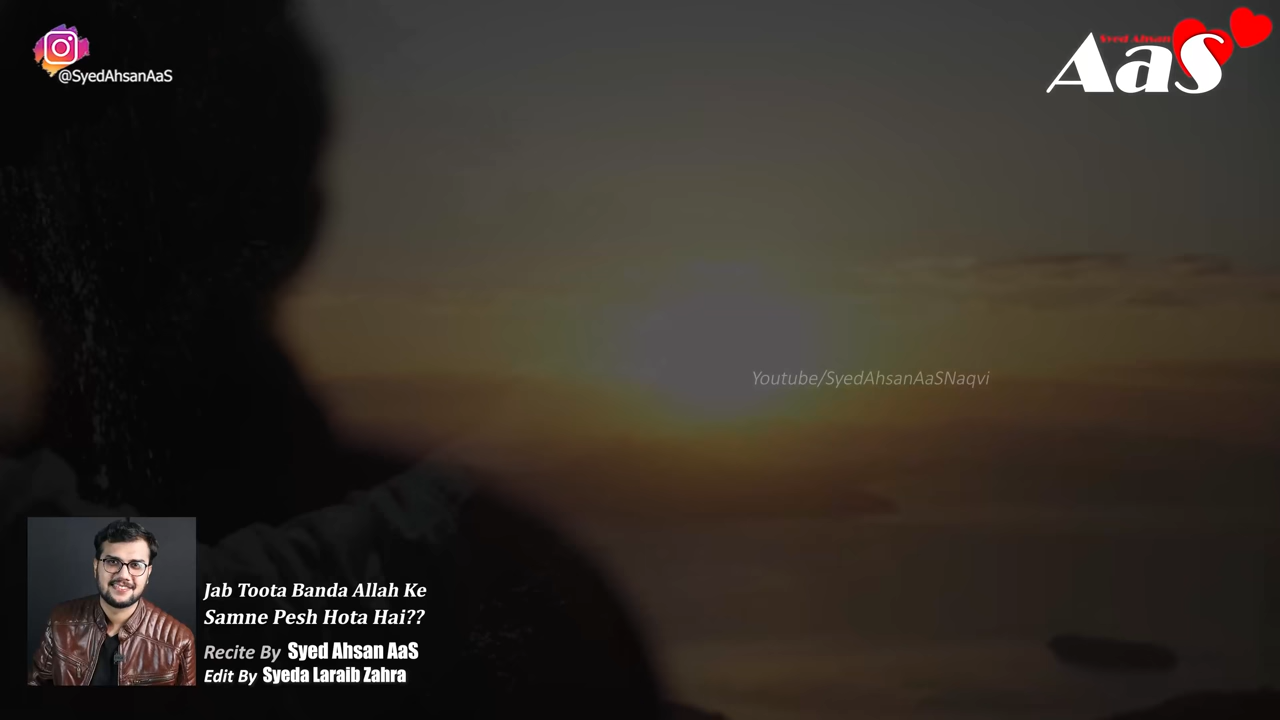 @SyedAhsanAaS
Syed Ahsan
AaS
Youtube/SyedAhsanAaSNaqvi
Jab Toota Banda Allah Ke
Samne Pesh Hota Hai??
Recite By Syed Ahsan AaS
Edit By Syeda Laraib Zahra